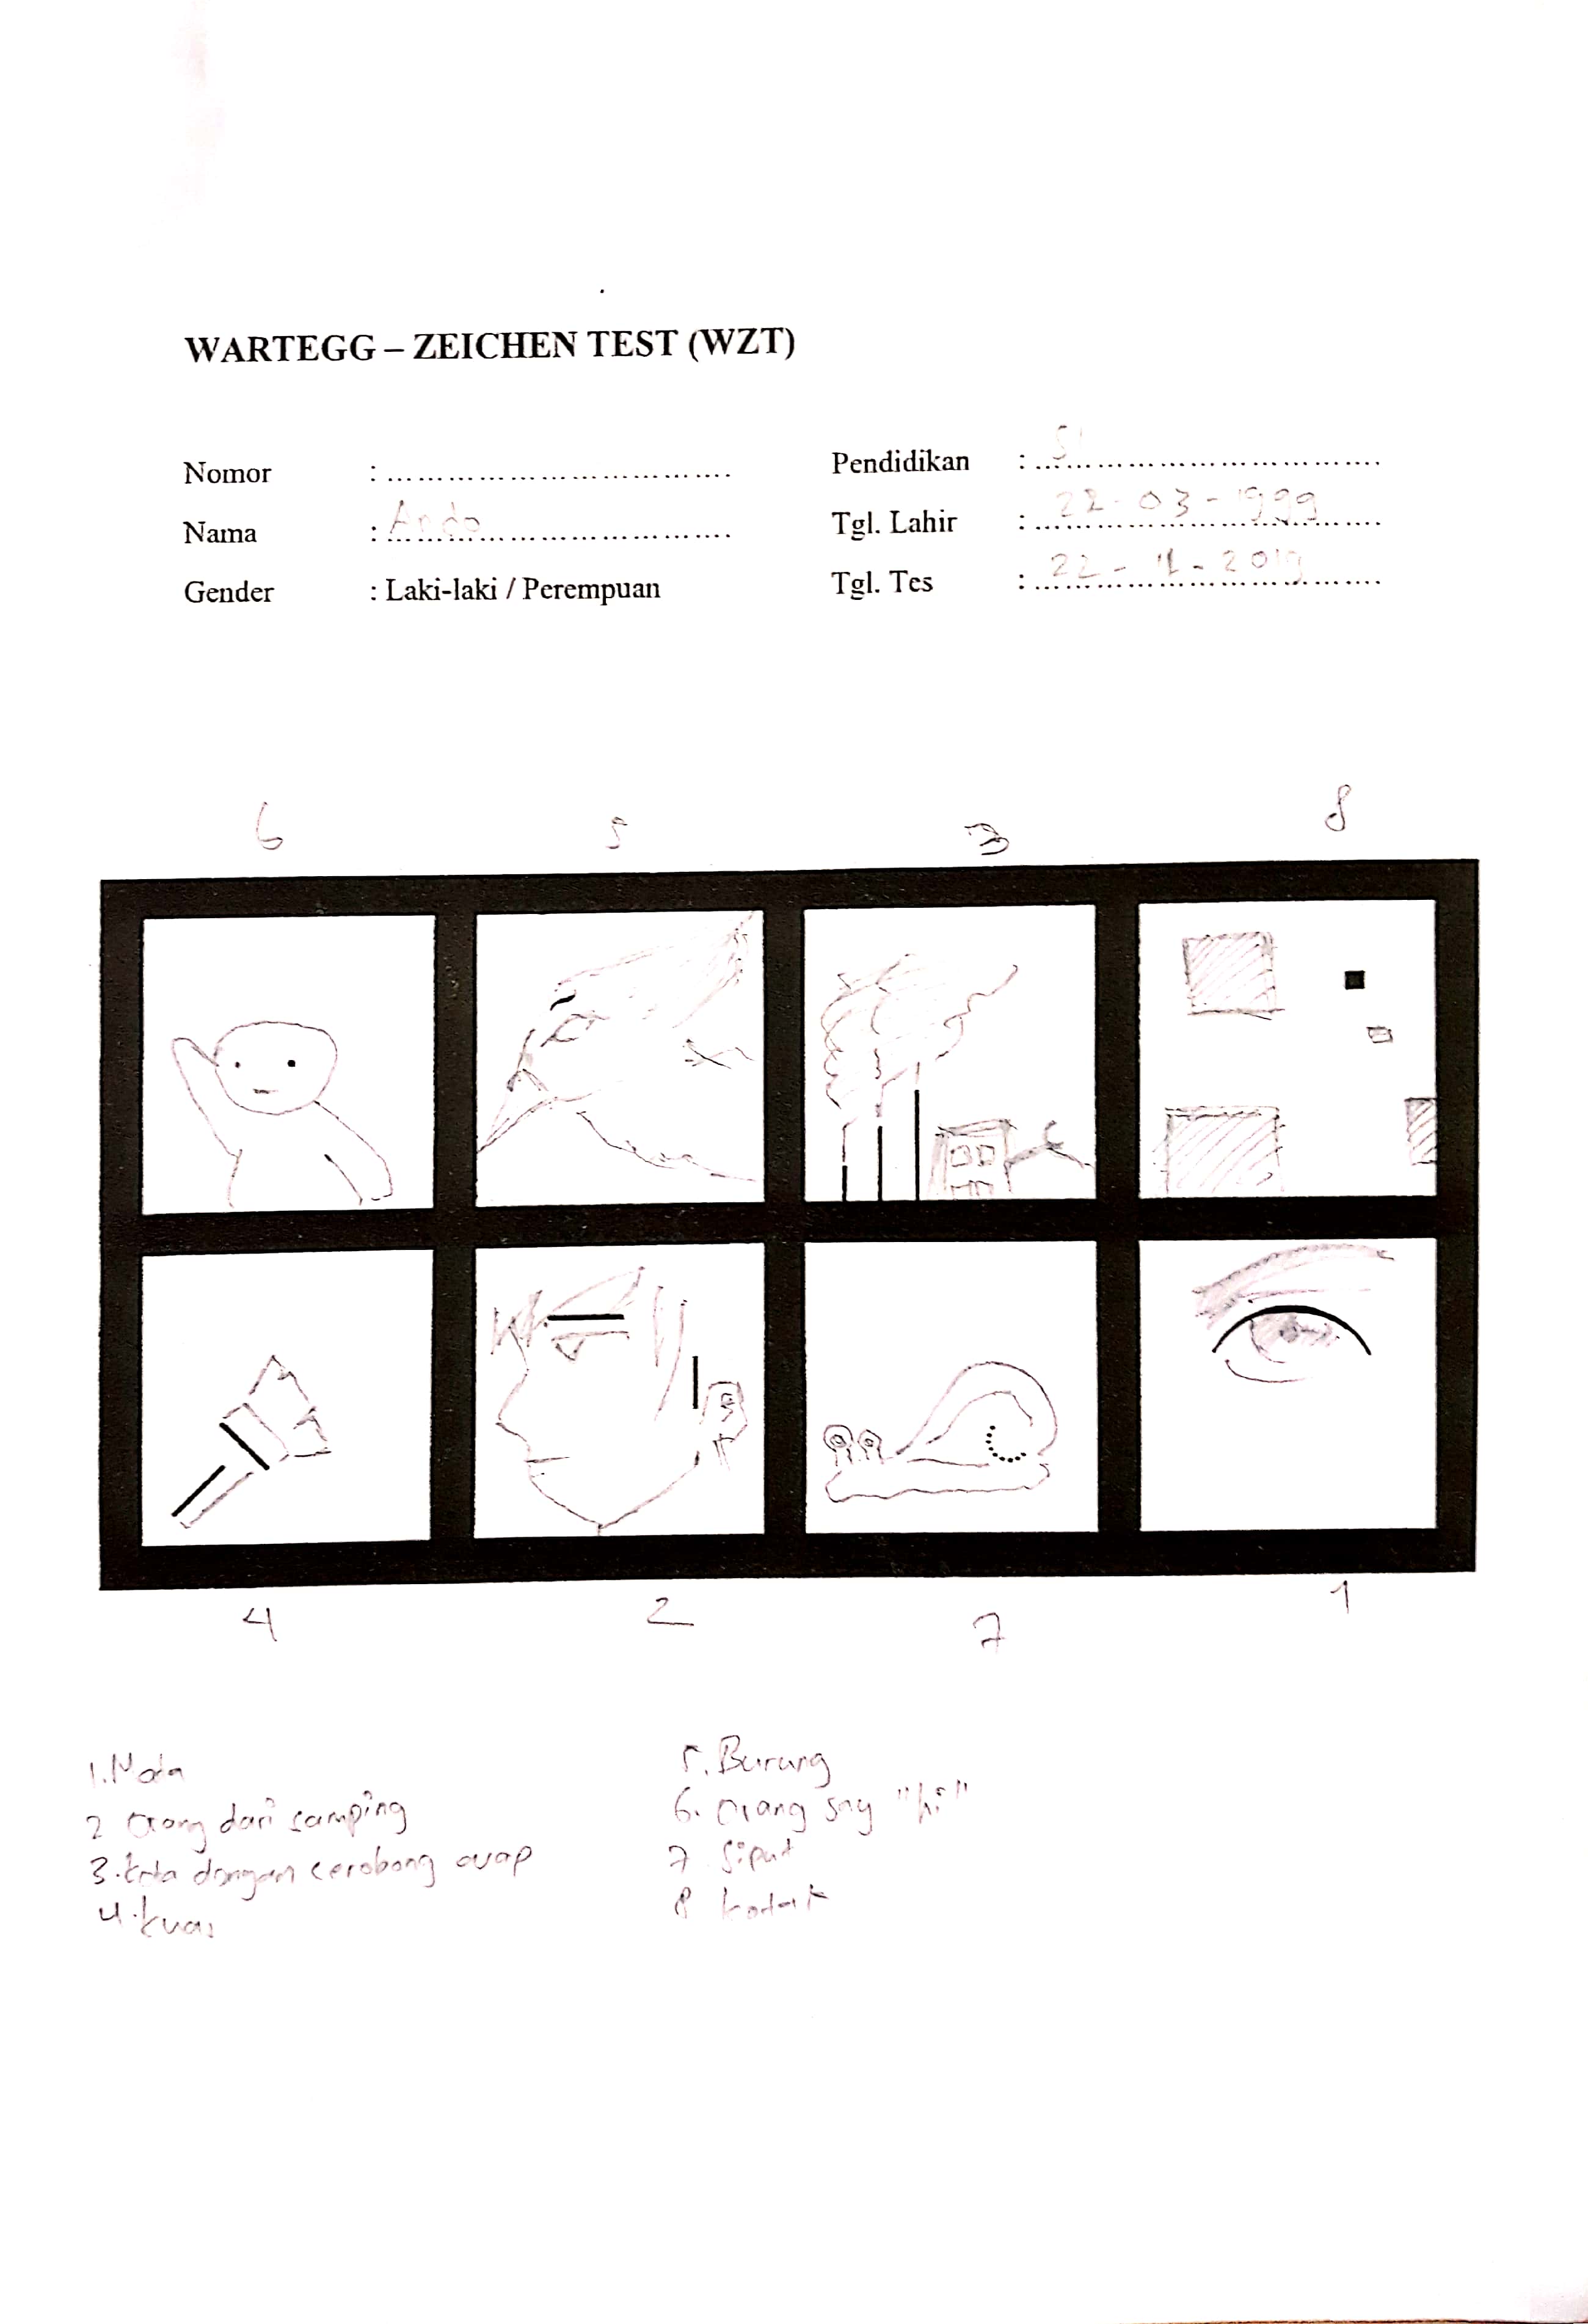 WARTEGG – ZEICHEN TEST (WZT)
Nomor : ........................................
Pendidikan : S1
Nama :
Tgl. Lahir : 22-03-1999
Gender : Laki-laki / Perempuan
Tgl. Tes : 22-11-2019
6 5 3 8
4 2 7 1
1. Mata
2 Orang dari samping
3. kota dengan cerobong asap
4. kuas
5. Burung
6. Orang say "hi"
7 Siput
8 kotak